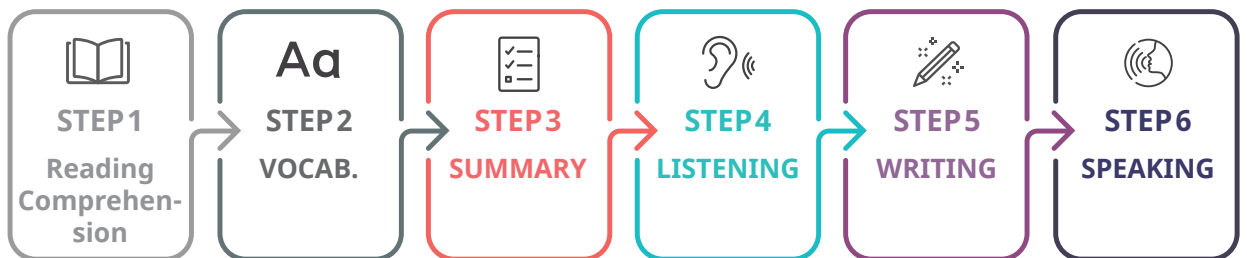 STEP 1
Reading
Comprehen-
sion
Aa
STEP 2
VOCAB.
STEP 3
SUMMARY
STEP 4
LISTENING
STEP 5
WRITING
STEP 6
SPEAKING